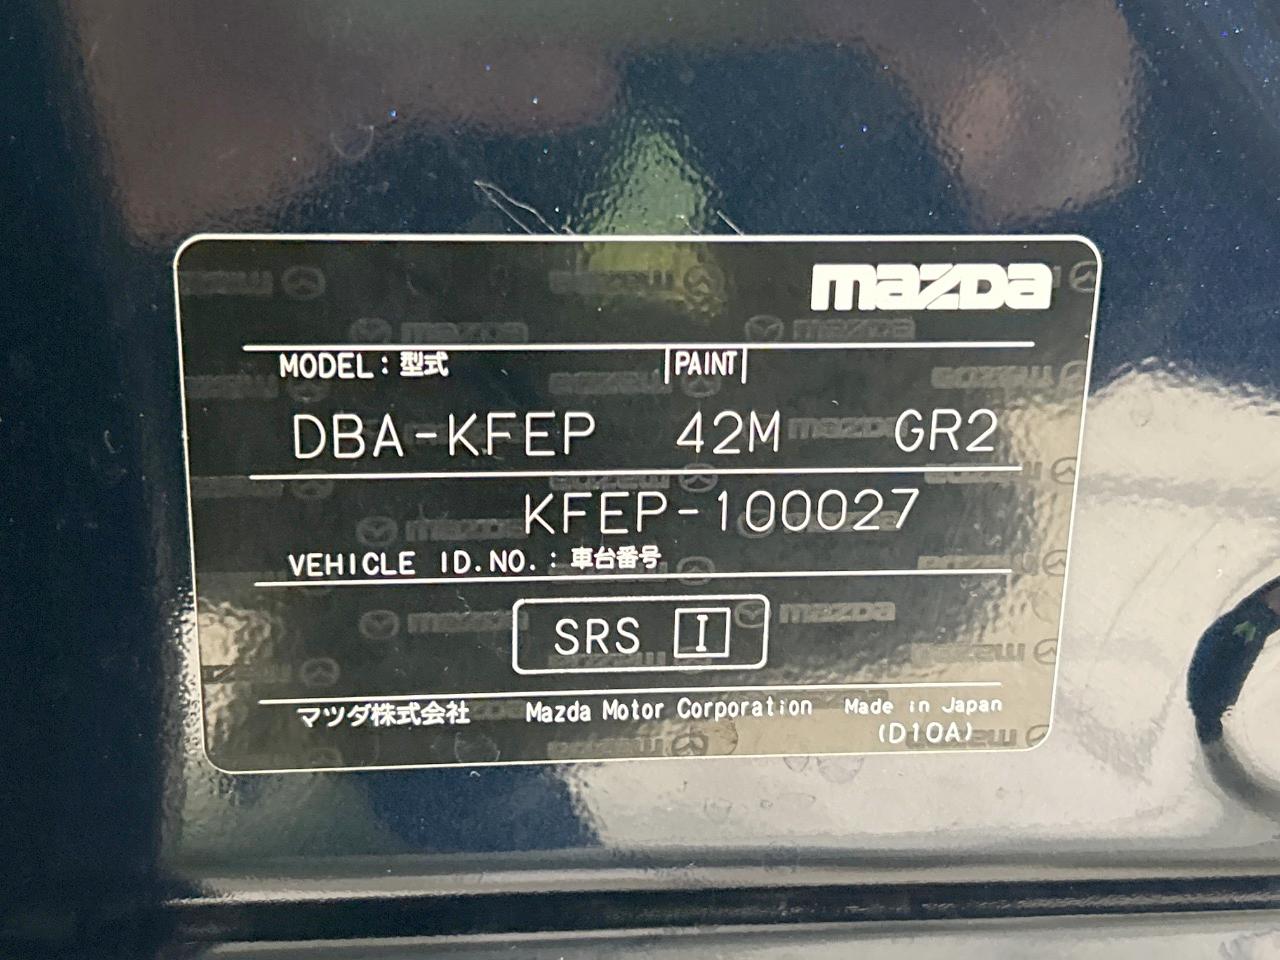 mazda
MODEL : 型式 PAINT
DBA-KFEP 42M GR2
KFEP-100027
VEHICLE ID.NO. : 車台番号
SRS I
マツダ株式会社 Mazda Motor Corporation Made in Japan
(D10A)